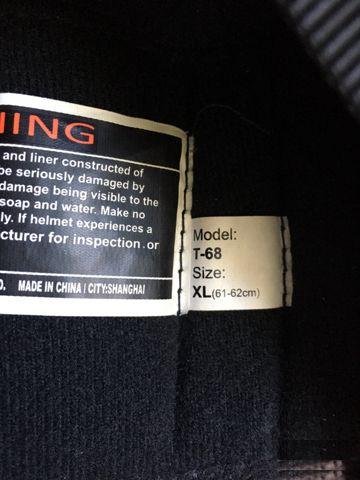 NING
and liner constructed of
be seriously damaged by
damage being visible to the
soap and water. Make no
ly. If helmet experiences a
cturer for inspection. or
O. MADE IN CHINA / CITY:SHANGHAI
Model:
T-68
Size:
XL(61-62cm)